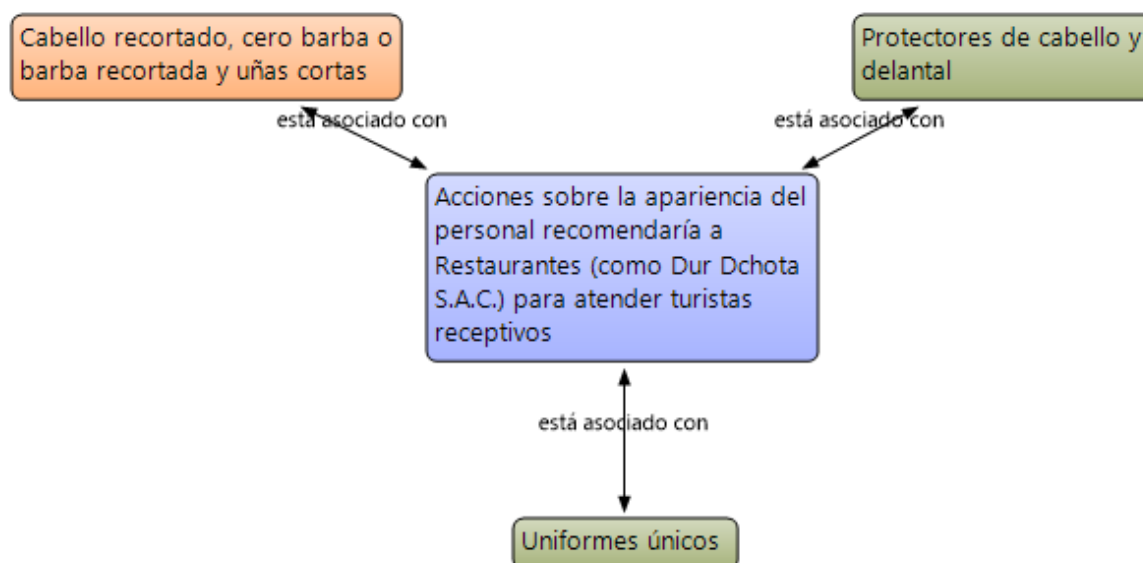 Cabello recortado, cero barba o
barba recortada y uñas cortas
Protectores de cabello y
delantal
está asociado con
está asociado con
Acciones sobre la apariencia del
personal recomendaría a
Restaurantes (como Dur Dchota
S.A.C.) para atender turistas
receptivos
está asociado con
Uniformes únicos